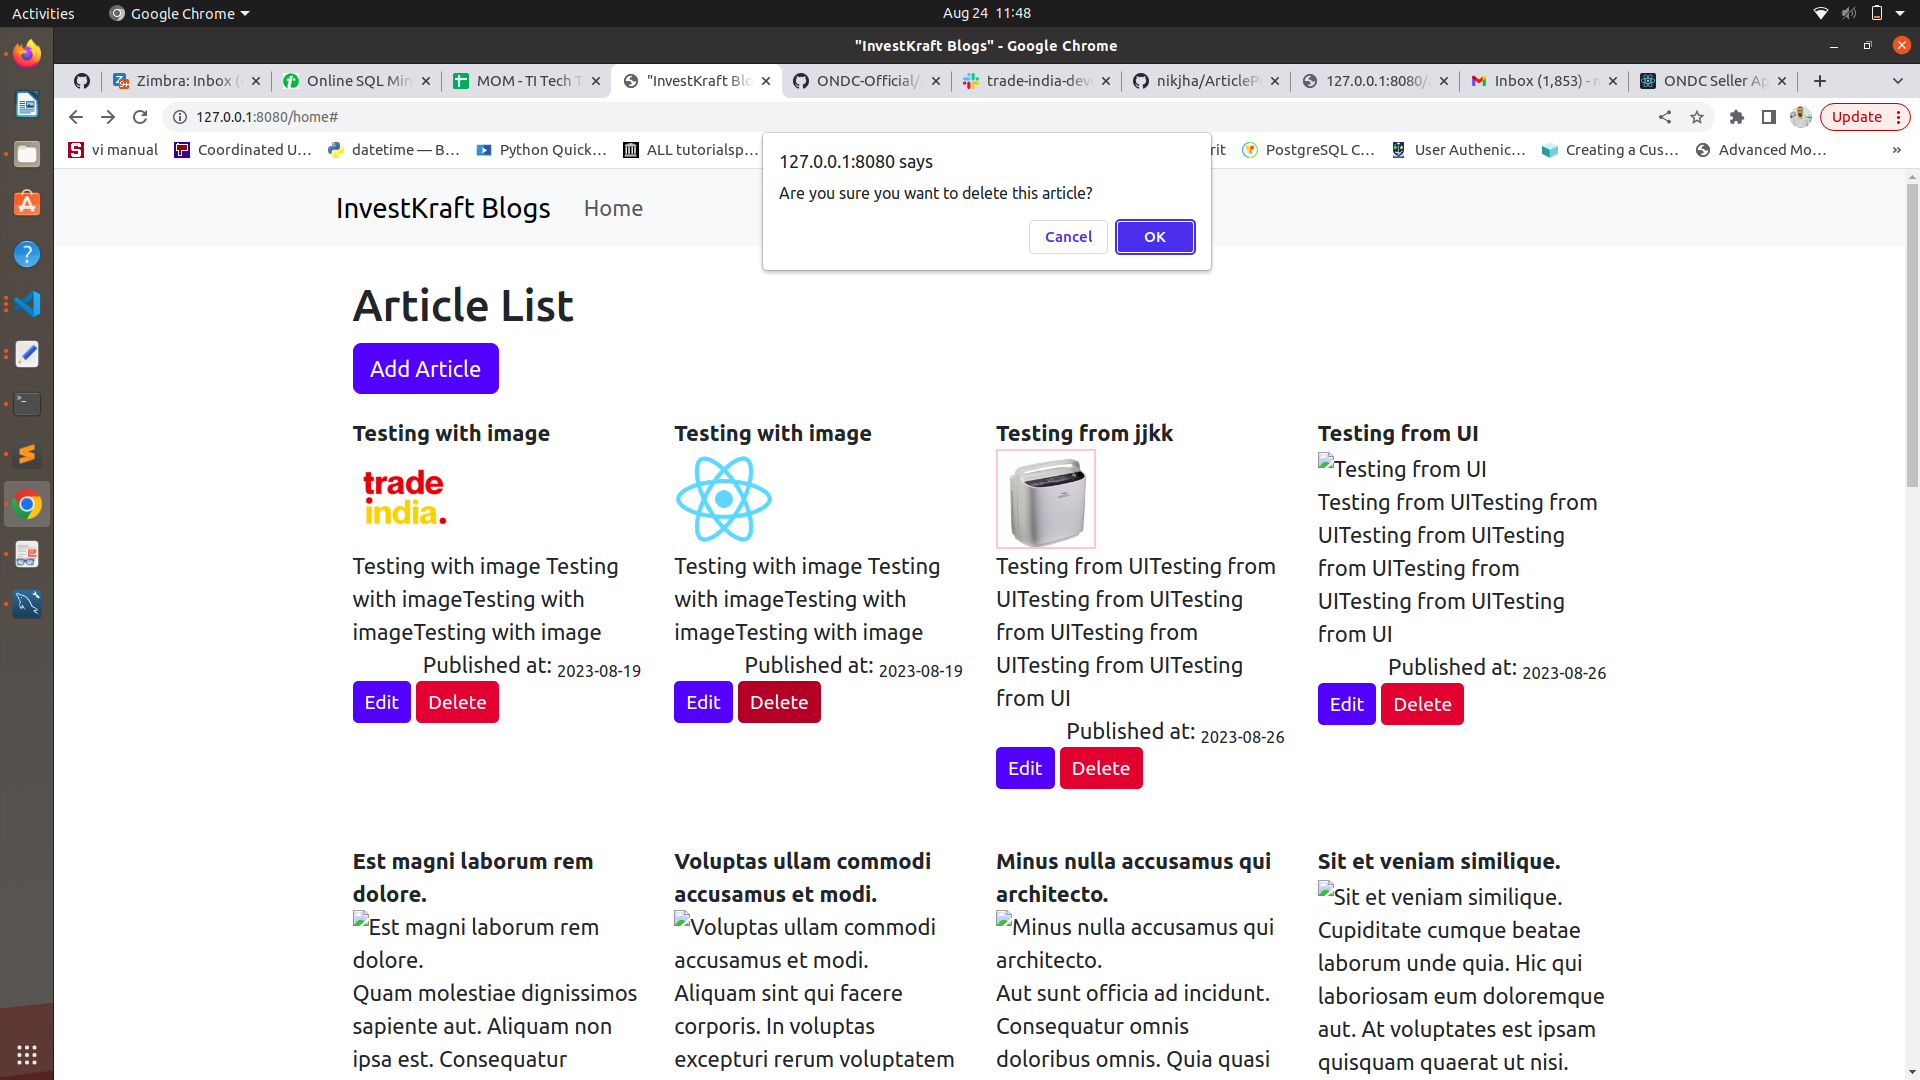 Activities
Google Chrome
Aug 24 11:48
"InvestKraft Blogs" - Google Chrome
Zimbra: Inbox (
Online SQL Min
MOM - TI Tech T
"InvestKraft Blo
ONDC-Official/
trade-india-dev
nikjha/ArticleP
127.0.0.1:8080/
Inbox (1,853) -
ONDC Seller Ap
127.0.0.1:8080/home#
Update
vi manual
Coordinated U...
datetime — B...
Python Quick...
ALL tutorialsp...
rit
PostgreSQL C...
User Authenic...
Creating a Cus...
Advanced Mo...
»
127.0.0.1:8080 says
Are you sure you want to delete this article?
Cancel
OK
InvestKraft Blogs
Home
Article List
Add Article
Testing with image
trade
india.
Testing with image Testing
with imageTesting with
imageTesting with image
Published at: 2023-08-19
Edit
Delete
Testing with image
Testing with image Testing
with imageTesting with
imageTesting with image
Published at: 2023-08-19
Edit
Delete
Testing from jjkk
Testing from UITesting from
UITesting from UITesting
from UITesting from
UITesting from UITesting
from UI
Published at: 2023-08-26
Edit
Delete
Testing from UI
Testing from UI
Testing from UITesting from
UITesting from UITesting
from UITesting from
UITesting from UITesting
from UI
Published at: 2023-08-26
Edit
Delete
Est magni laborum rem
dolore.
Est magni laborum rem
dolore.
Quam molestiae dignissimos
sapiente aut. Aliquam non
ipsa est. Consequatur
Voluptas ullam commodi
accusamus et modi.
Voluptas ullam commodi
accusamus et modi.
Aliquam sint qui facere
corporis. In voluptas
excepturi rerum voluptatem
Minus nulla accusamus qui
architecto.
Minus nulla accusamus qui
architecto.
Aut sunt officia ad incidunt.
Consequatur omnis
doloribus omnis. Quia quasi
Sit et veniam similique.
Sit et veniam similique.
Cupiditate cumque beatae
laborum unde quia. Hic qui
laboriosam eum doloremque
aut. At voluptates est ipsam
quisquam quaerat ut nisi.